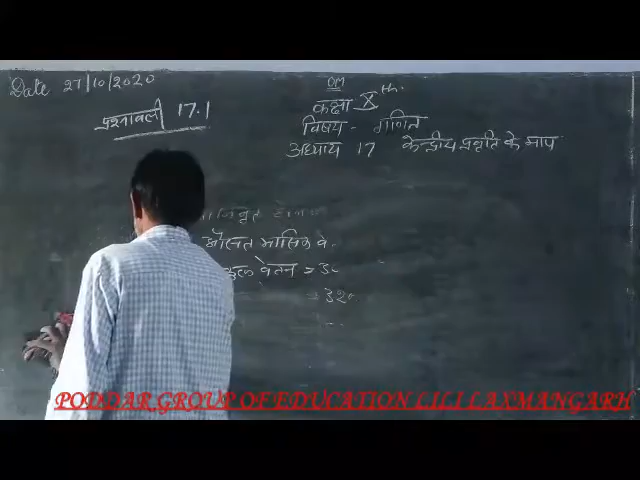 Date 27/10/2020
OM
कक्षा - Xth.
प्रश्नावली 17.1
विषय - गणित
अध्याय 17 केन्द्रीय प्रवृति के माप
औसत मासिक वे
कुल वेतन = 3
= 320
PODDAR GROUP OF EDUCATION LILI LAXMANGARH